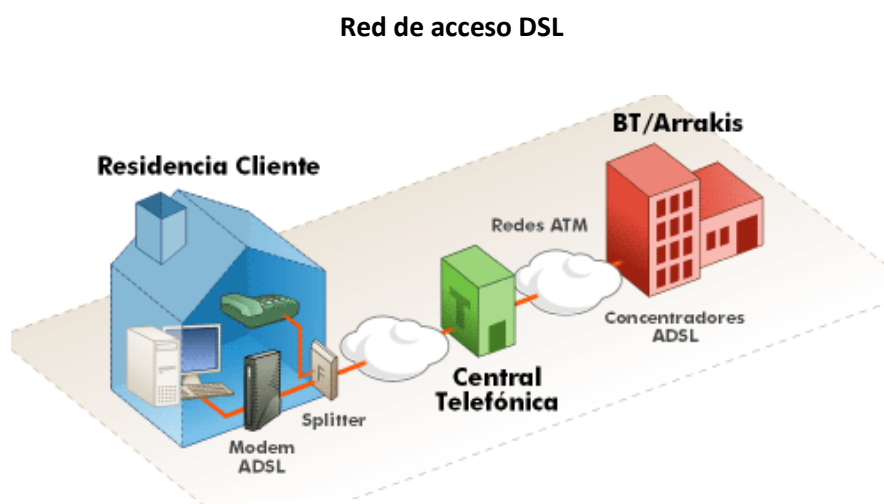 Red de acceso DSL
BT/Arrakis
Residencia Cliente
Redes ATM
T
Concentradores
ADSL
F
Central
Telefónica
Splitter
Modem
ADSL